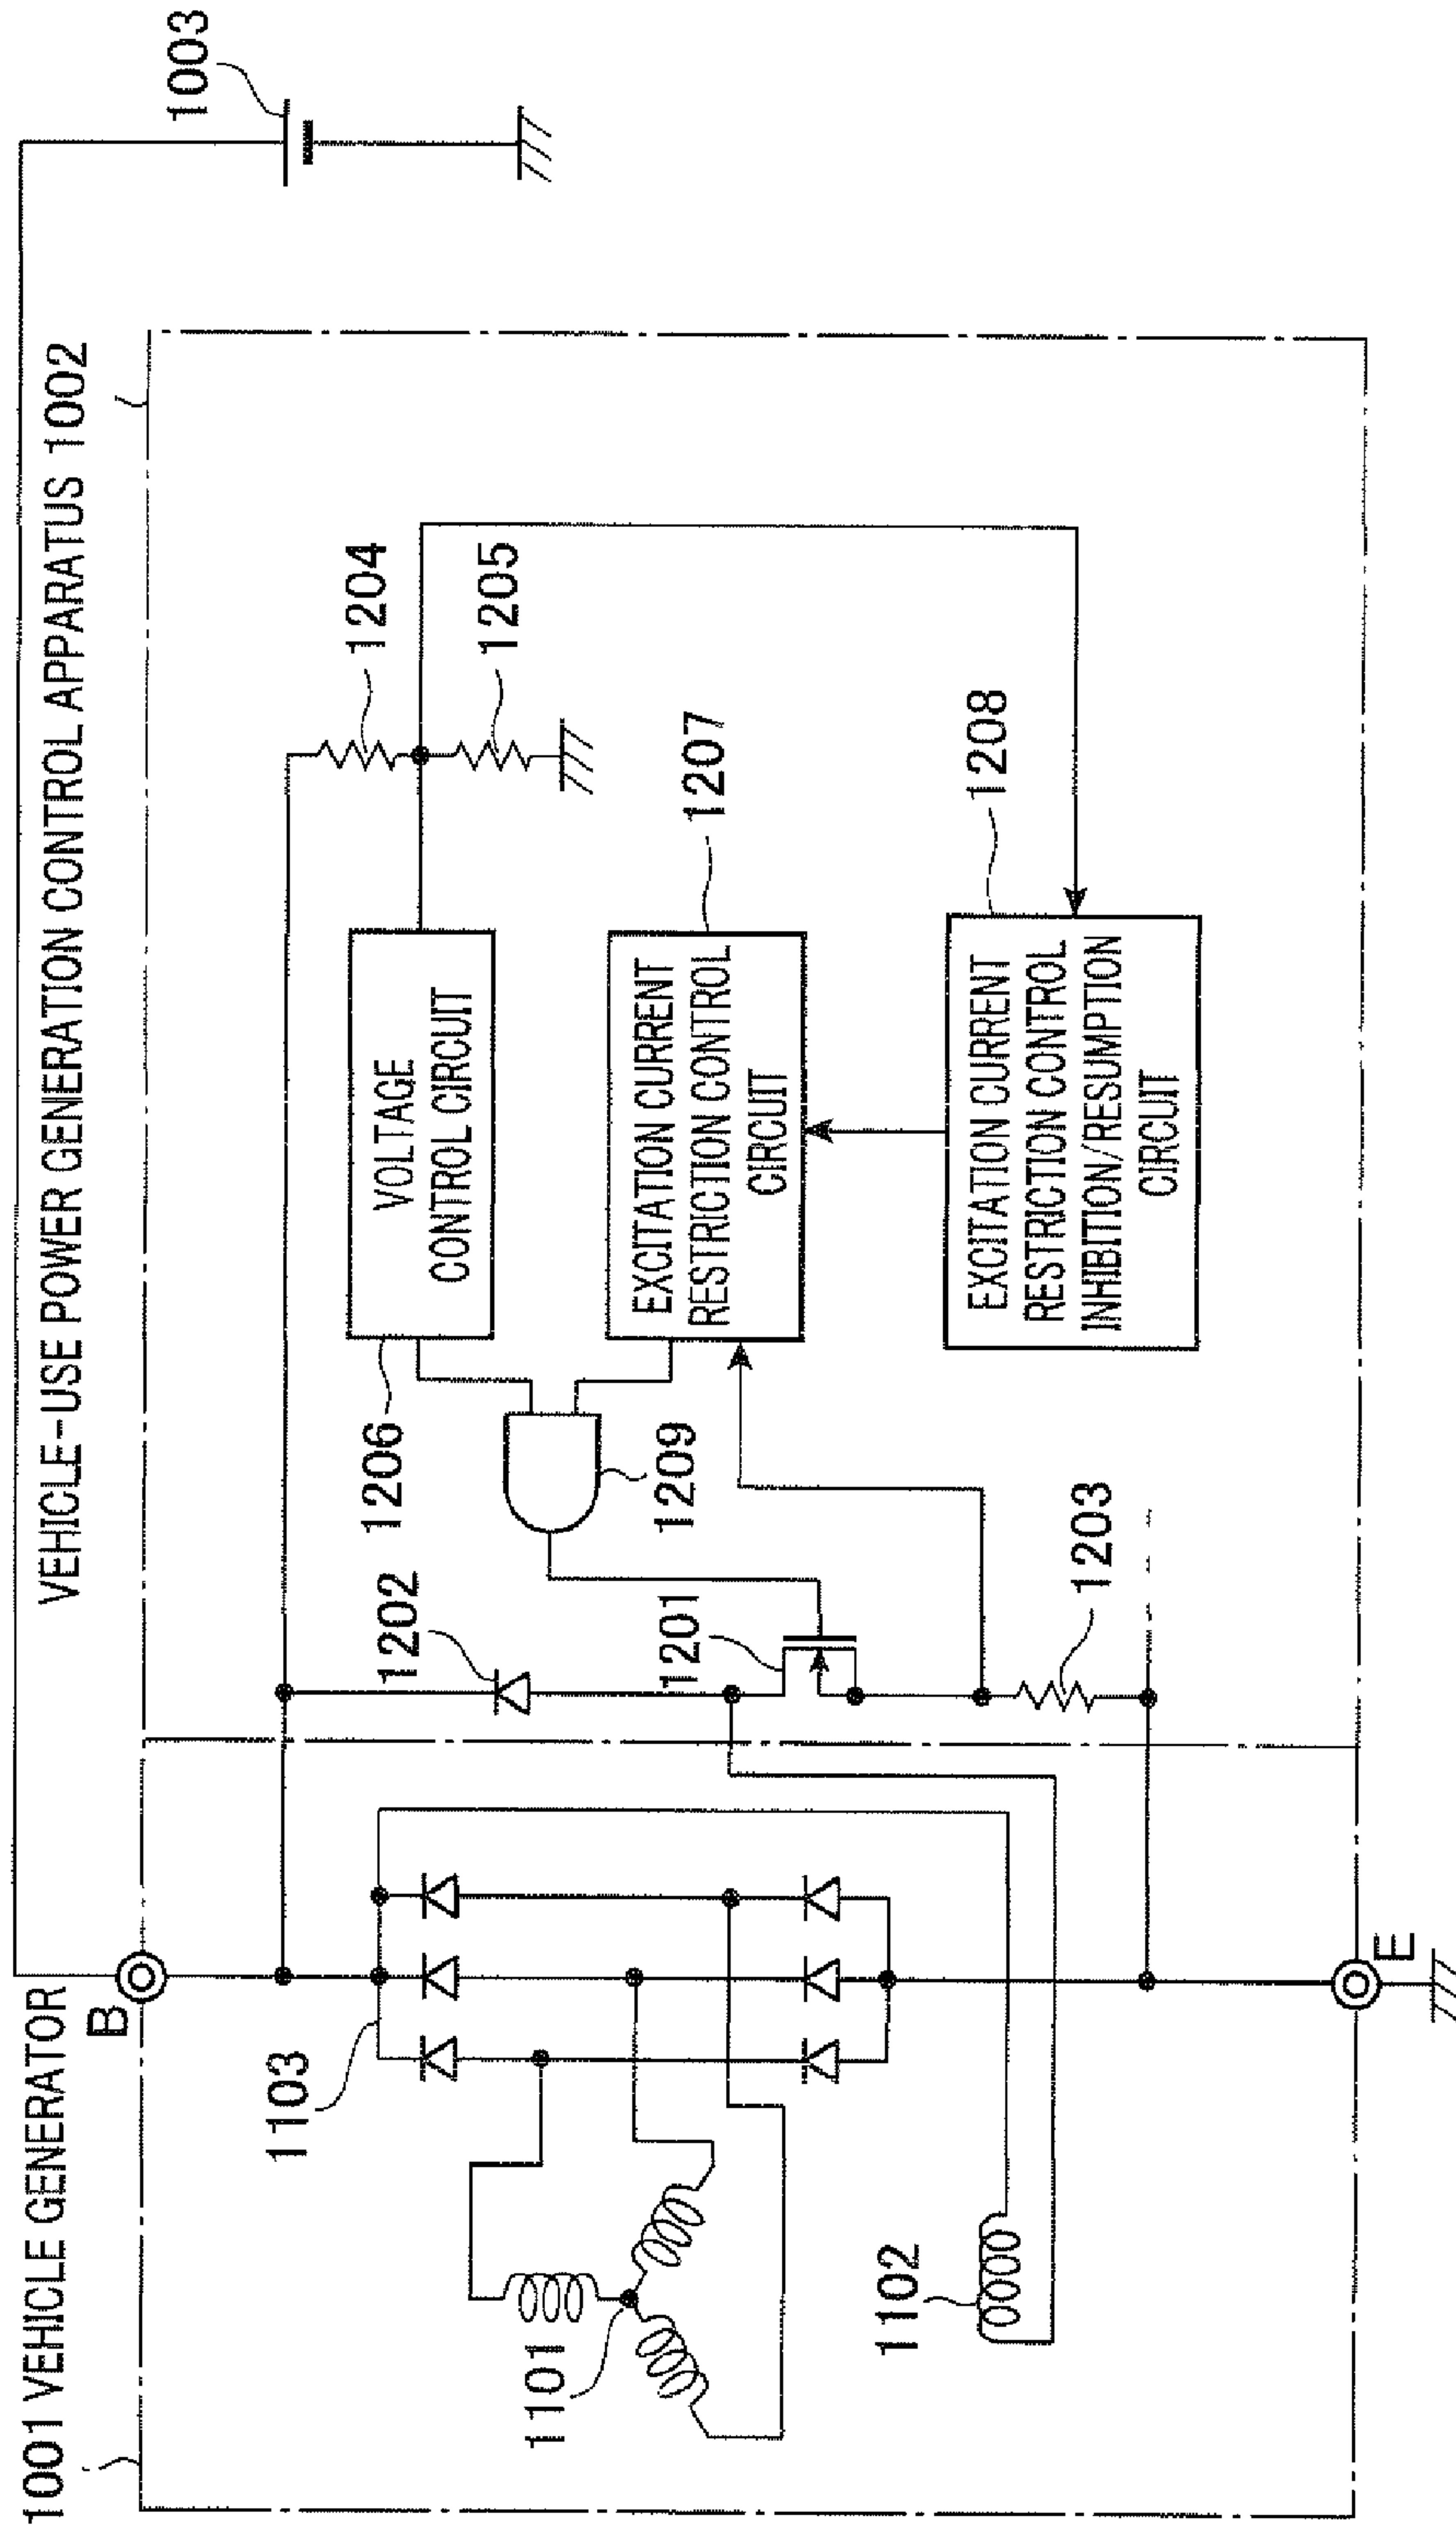 1001 VEHICLE GENERATOR
VEHICLE-USE POWER GENERATION CONTROL APPARATUS 1002
B
1003
1103
1202
1206
VOLTAGE
CONTROL CIRCUIT
1204
1205
1209
1101
1201
EXCITATION CURRENT
RESTRICTION CONTROL
CIRCUIT
1207
1102
1203
EXCITATION CURRENT
RESTRICTION CONTROL
INHIBITION/RESUMPTION
CIRCUIT
1208
E